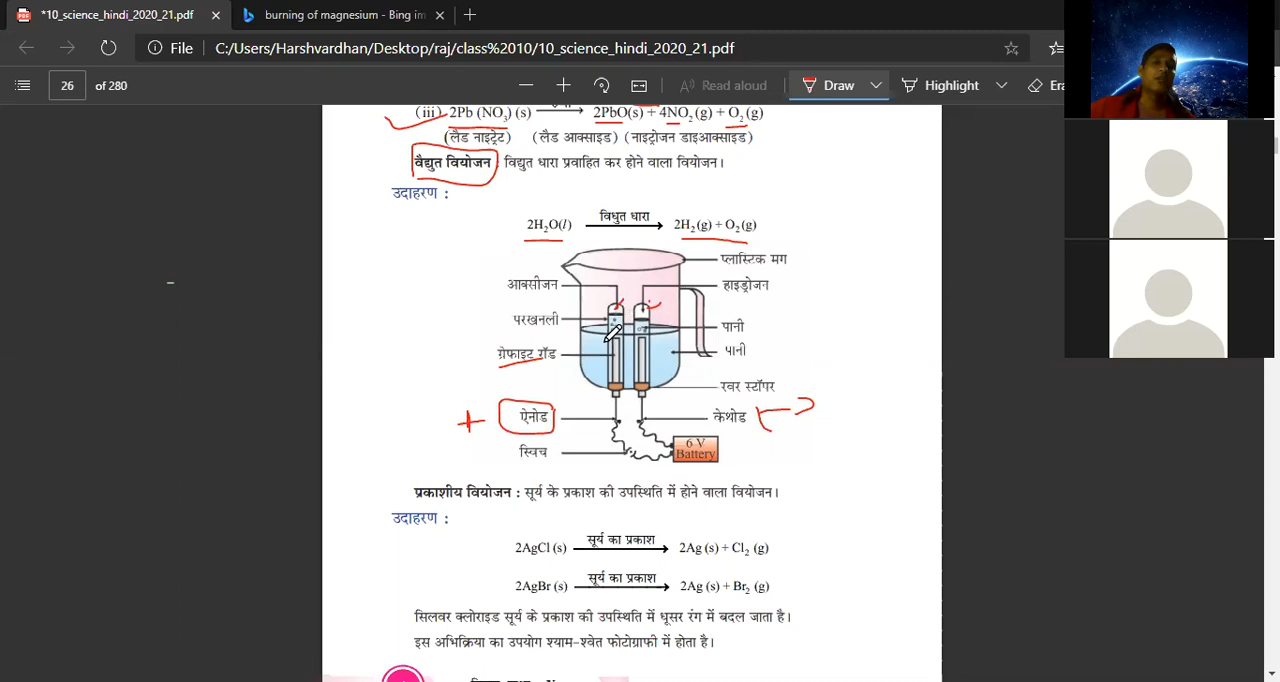 *10_science_hindi_2020_21.pdf
burning of magnesium - Bing im
File C:/Users/Harshvardhan/Desktop/raj/class%2010/10_science_hindi_2020_21.pdf
26 of 280 Read aloud Draw Highlight Era
(iii) 2Pb (NO₃) (s) 2PbO(s) + 4NO₂ (g) + O₂ (g)
(लैड नाइट्रेट) (लैड आक्साइड) (नाइट्रोजन डाइआक्साइड)
वैद्युत वियोजन विद्युत धारा प्रवाहित कर होने वाला वियोजन।
उदाहरण :
विधुत धारा
2H₂O(l) 2H₂ (g) + O₂ (g)
प्लास्टिक मग
आक्सीजन हाइड्रोजन
परखनली पानी
ग्रेफाइट रॉड पानी
रबर स्टॉपर
+ ऐनोड केथोड
6 V
Battery
स्विच
प्रकाशीय वियोजन : सूर्य के प्रकाश की उपस्थिति में होने वाला वियोजन।
उदाहरण :
सूर्य का प्रकाश
2AgCl (s) 2Ag (s) + Cl₂ (g)
सूर्य का प्रकाश
2AgBr (s) 2Ag (s) + Br₂ (g)
सिलवर क्लोराइड सूर्य के प्रकाश की उपस्थिति में धूसर रंग में बदल जाता है।
इस अभिक्रिया का उपयोग श्याम-श्वेत फोटोग्राफी में होता है।